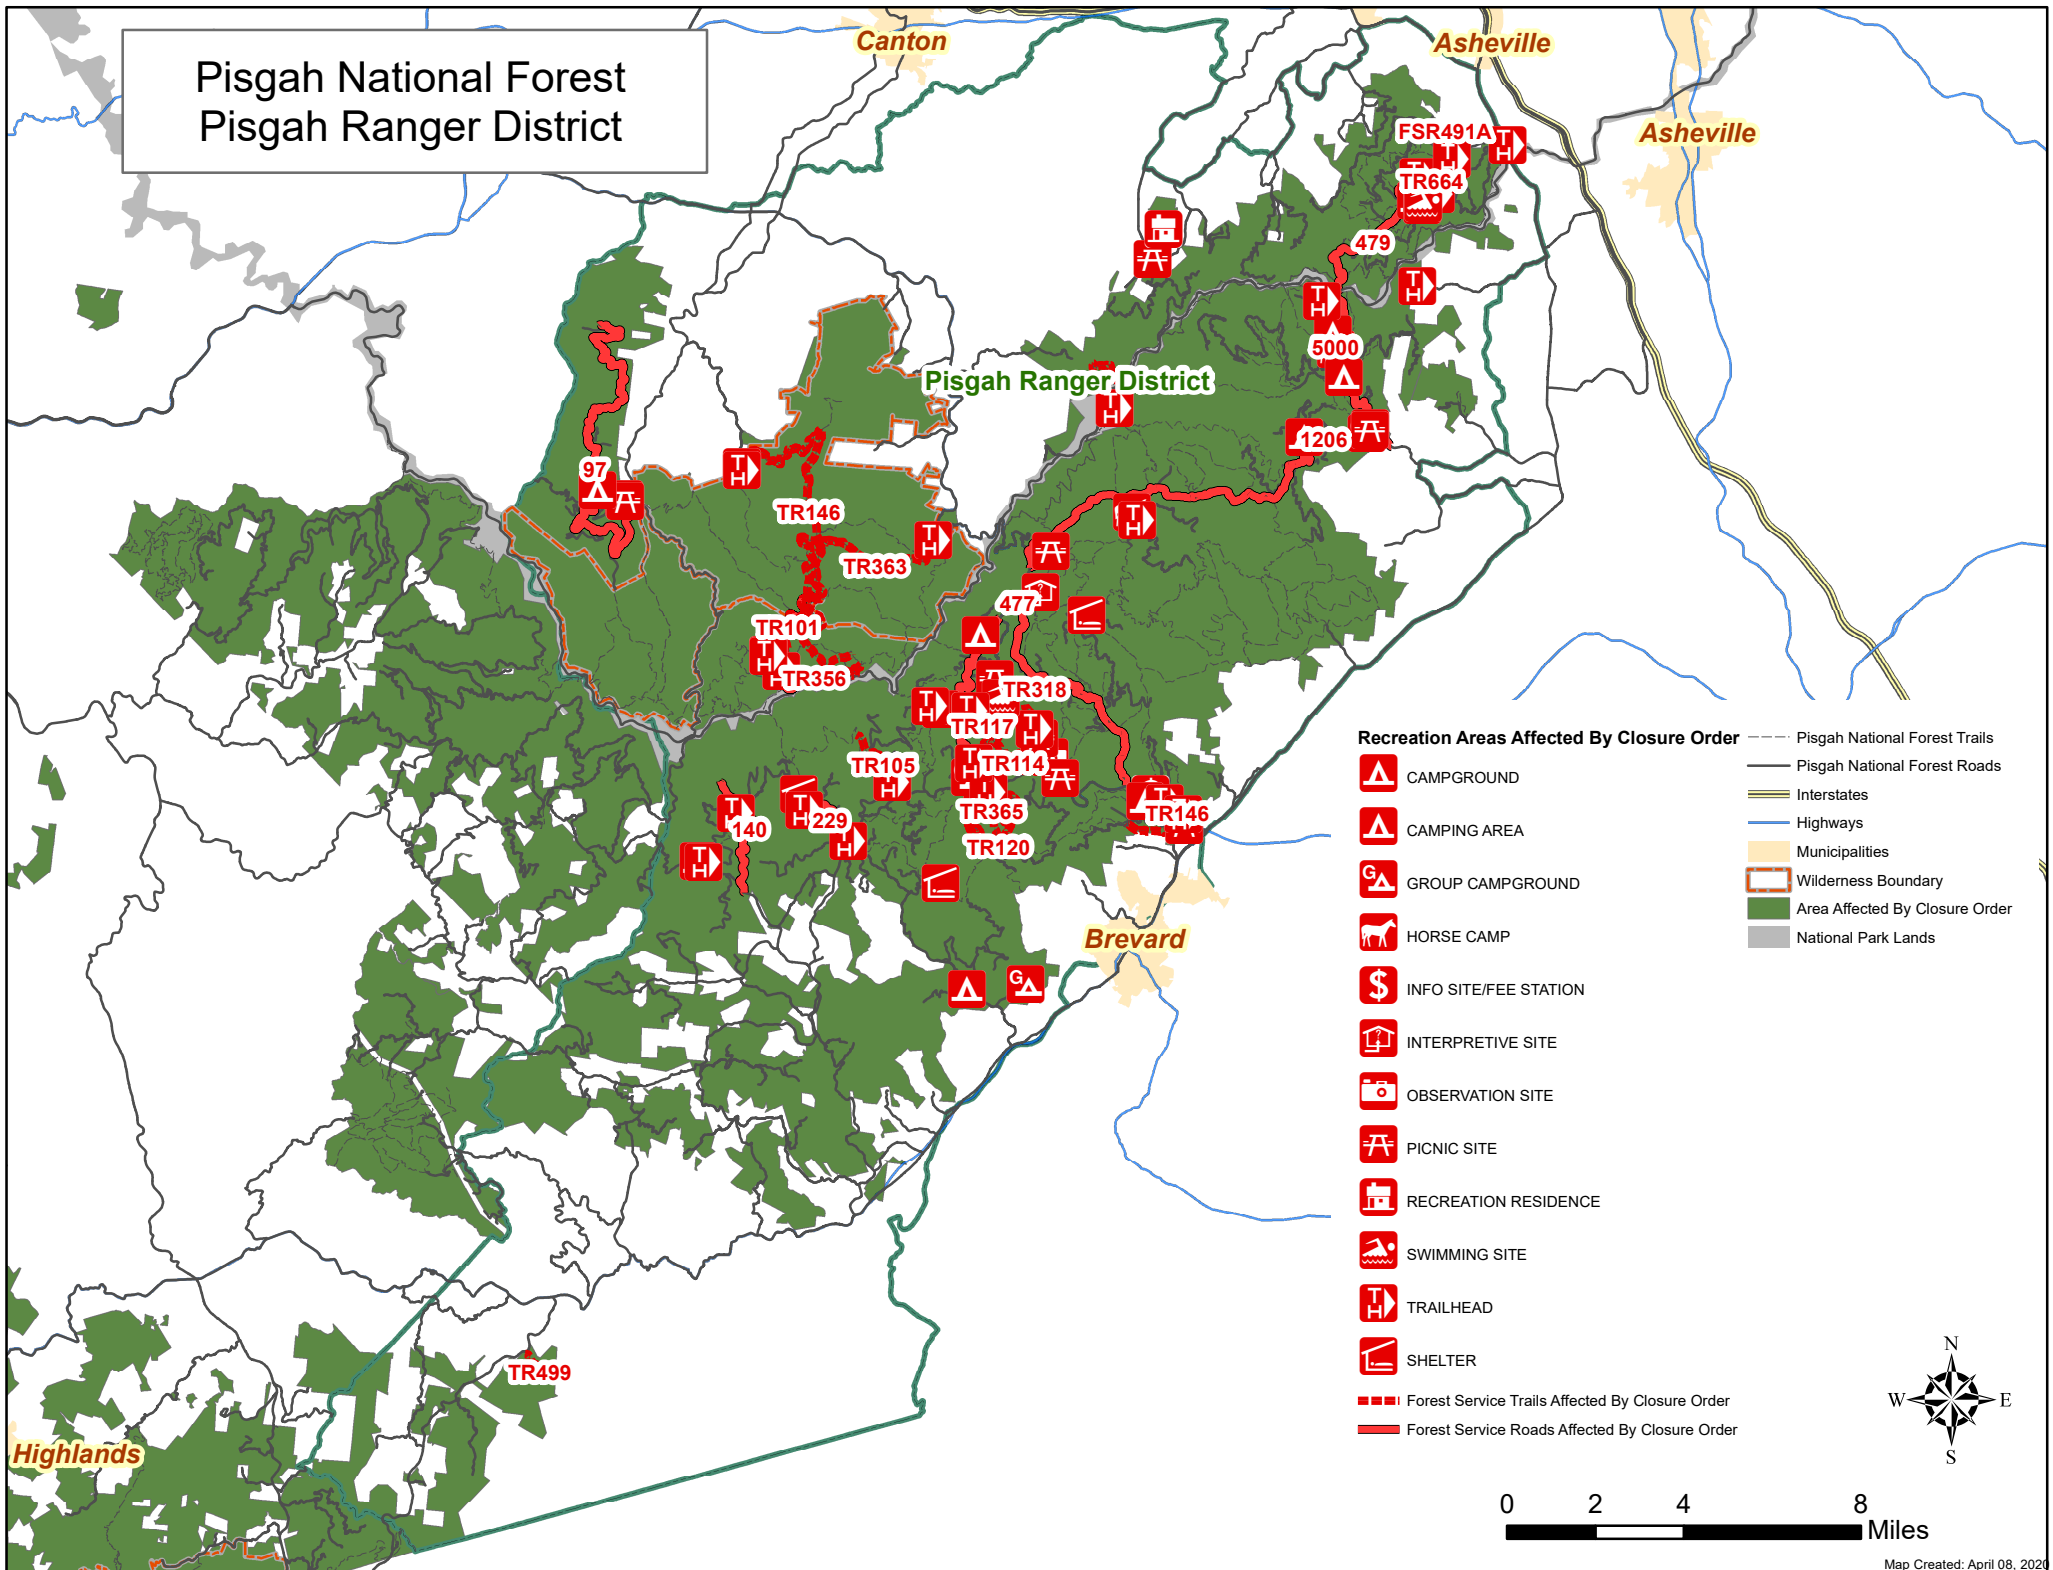 Pisgah National Forest
Pisgah Ranger District
Canton
Asheville
Asheville
FSR491A
TR664
479
5000
Pisgah Ranger District
1206
97
TR146
TR363
477
TR101
TR356
TR318
TR117
TR105
TR114
140
229
TR365
TR146
TR120
Brevard
TR499
Highlands
Recreation Areas Affected By Closure Order
CAMPGROUND
CAMPING AREA
G
GROUP CAMPGROUND
HORSE CAMP
$
INFO SITE/FEE STATION
?
INTERPRETIVE SITE
OBSERVATION SITE
PICNIC SITE
RECREATION RESIDENCE
SWIMMING SITE
T
H
TRAILHEAD
SHELTER
Forest Service Trails Affected By Closure Order
Forest Service Roads Affected By Closure Order
Pisgah National Forest Trails
Pisgah National Forest Roads
Interstates
Highways
Municipalities
Wilderness Boundary
Area Affected By Closure Order
National Park Lands
N
W
E
S
0 2 4 8
Miles
Map Created: April 08, 2020